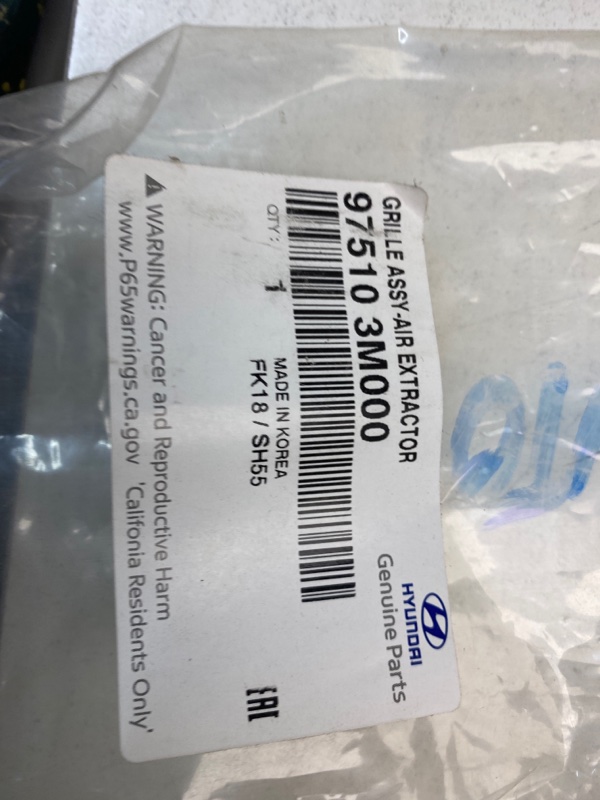 GRILLE ASSY-AIR EXTRACTOR
97510 3M000
HYUNDAI
Genuine Parts
QTY: 1
MADE IN KOREA
FK18 / SH55
EAC
WARNING: Cancer and Reproductive Harm
www.P65warnings.ca.gov 'Califonia Residents Only'